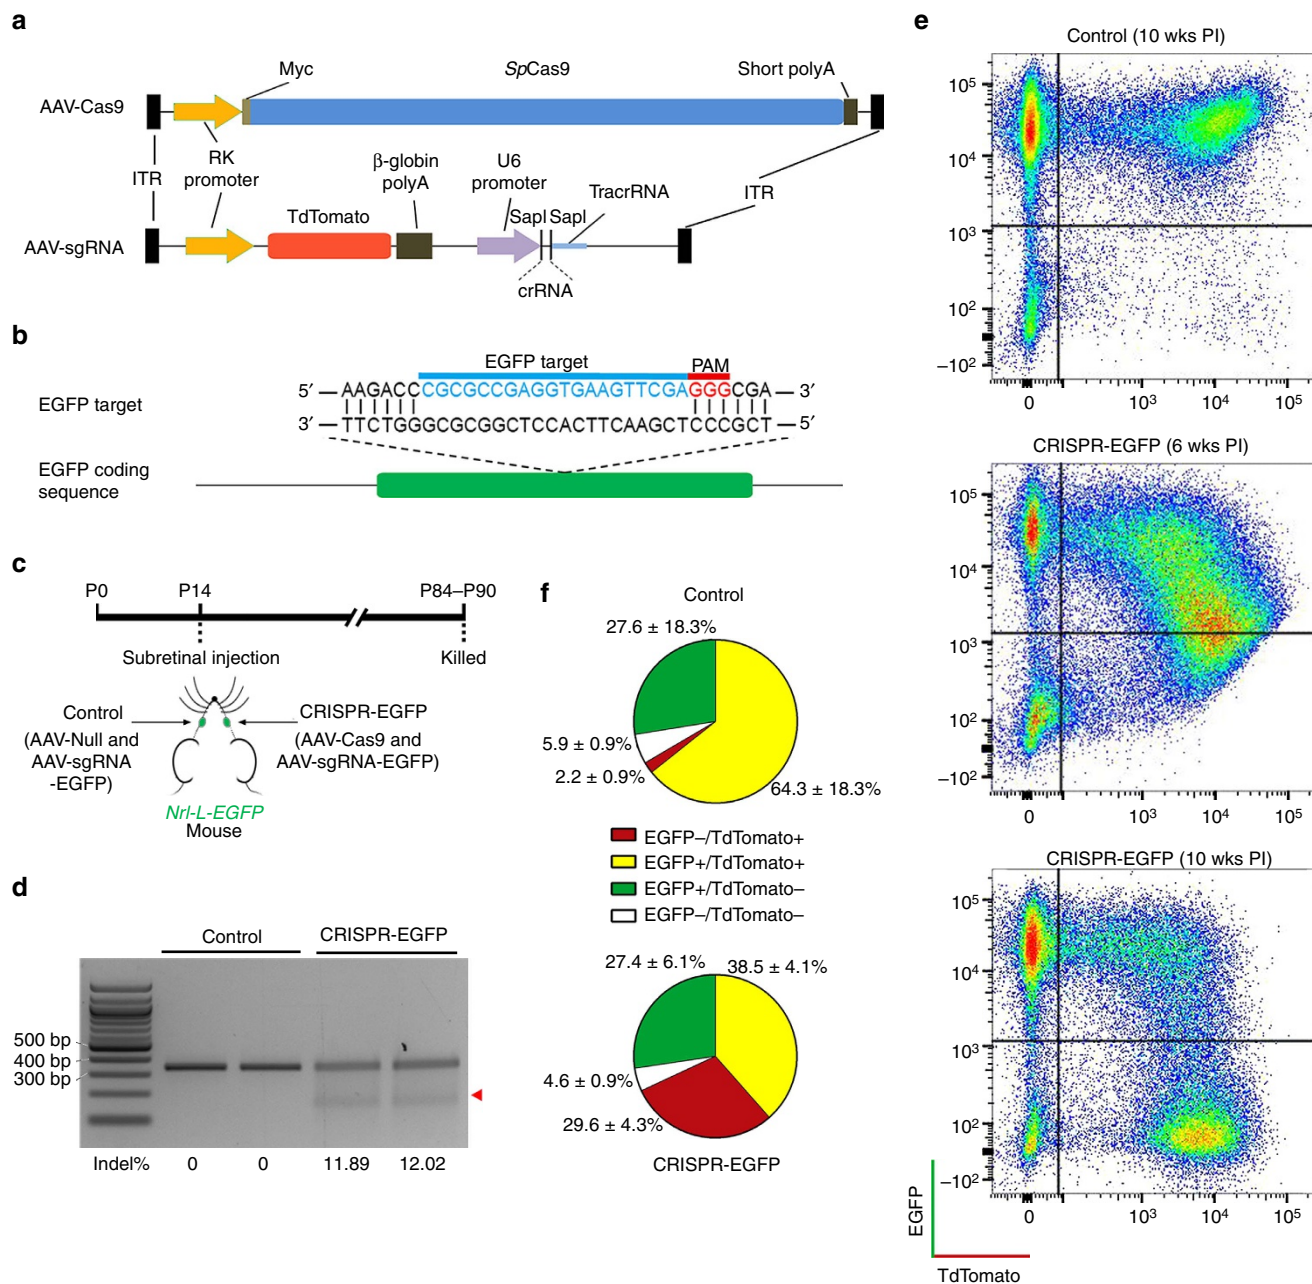 a
Myc
SpCas9
Short polyA
AAV-Cas9
RK
promoter
ITR
β-globin
polyA
U6
promoter
TracrRNA
ITR
TdTomato
SapI SapI
AAV-sgRNA
crRNA
b
EGFP target
PAM
5′ — AAGACCCGCGCCGAGGTGAAGTTCGAGGGCGA — 3′
EGFP target
3′ — TTCTGGGCGCGGCTCCACTTCAAGCTCCCGCT — 5′
EGFP coding
sequence
c
P0
P14
P84–P90
Subretinal injection
Killed
Control
(AAV-Null and
AAV-sgRNA
-EGFP)
CRISPR-EGFP
(AAV-Cas9 and
AAV-sgRNA-EGFP)
Nrl-L-EGFP
Mouse
d
Control
CRISPR-EGFP
500 bp
400 bp
300 bp
Indel%
0
0
11.89
12.02
e
Control (10 wks PI)
10⁵
10⁴
10³
10²
–10²
0
10³
10⁴
10⁵
CRISPR-EGFP (6 wks PI)
10⁵
10⁴
10³
10²
–10²
0
10³
10⁴
10⁵
CRISPR-EGFP (10 wks PI)
10⁵
10⁴
10³
10²
–10²
0
10³
10⁴
10⁵
EGFP
TdTomato
f
Control
27.6 ± 18.3%
5.9 ± 0.9%
2.2 ± 0.9%
64.3 ± 18.3%
EGFP–/TdTomato+
EGFP+/TdTomato+
EGFP+/TdTomato–
EGFP–/TdTomato–
27.4 ± 6.1%
38.5 ± 4.1%
4.6 ± 0.9%
29.6 ± 4.3%
CRISPR-EGFP